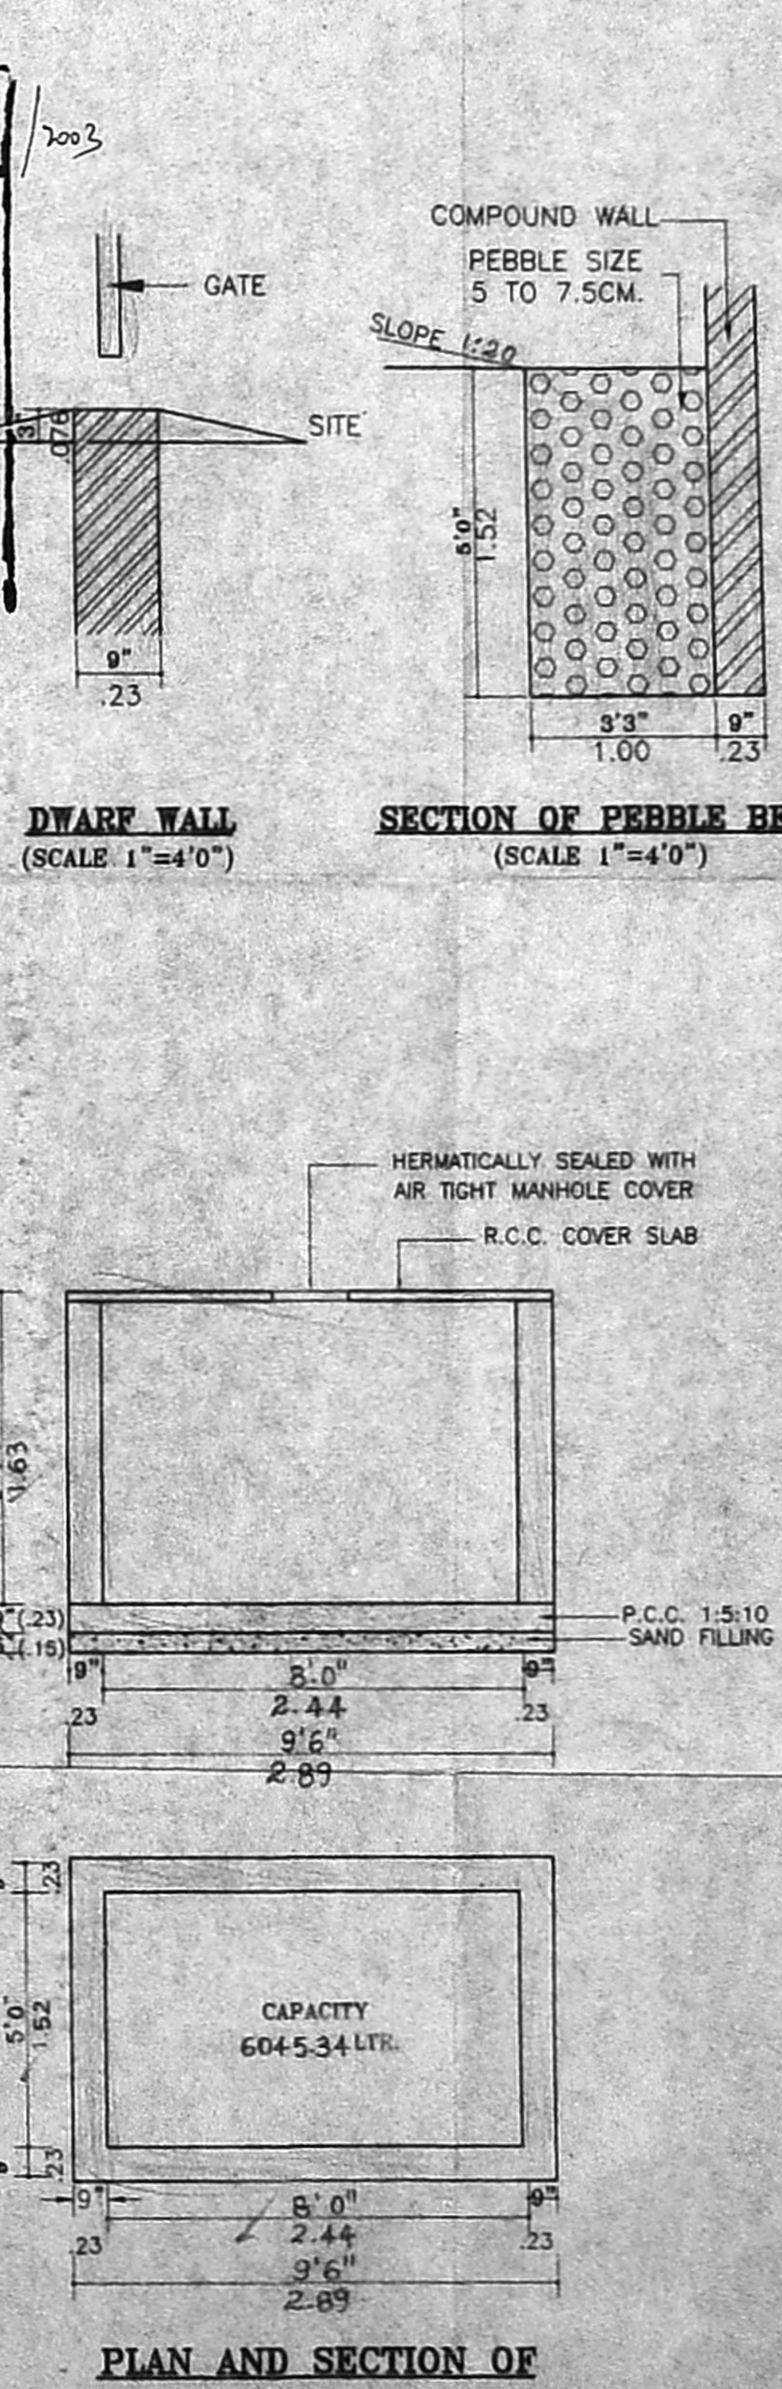 /2003
GATE
SITE
3"
.076
9"
.23
DWARF WALL
(SCALE 1"=4'0")
COMPOUND WALL
PEBBLE SIZE
5 TO 7.5CM.
SLOPE 1:20
5'0"
1.52
3'3"
1.00
9"
.23
SECTION OF PEBBLE BE
(SCALE 1"=4'0")
HERMATICALLY SEALED WITH
AIR TIGHT MANHOLE COVER
R.C.C. COVER SLAB
1.63
(.23)
(.15)
P.C.C. 1:5:10
SAND FILLING
9"
8'0"
9"
.23
2.44
.23
9'6"
2.89
.23
5'0"
1.52
.23
CAPACITY
6045.34 LTR.
9"
8'0"
9"
.23
2.44
.23
9'6"
2.89
PLAN AND SECTION OF